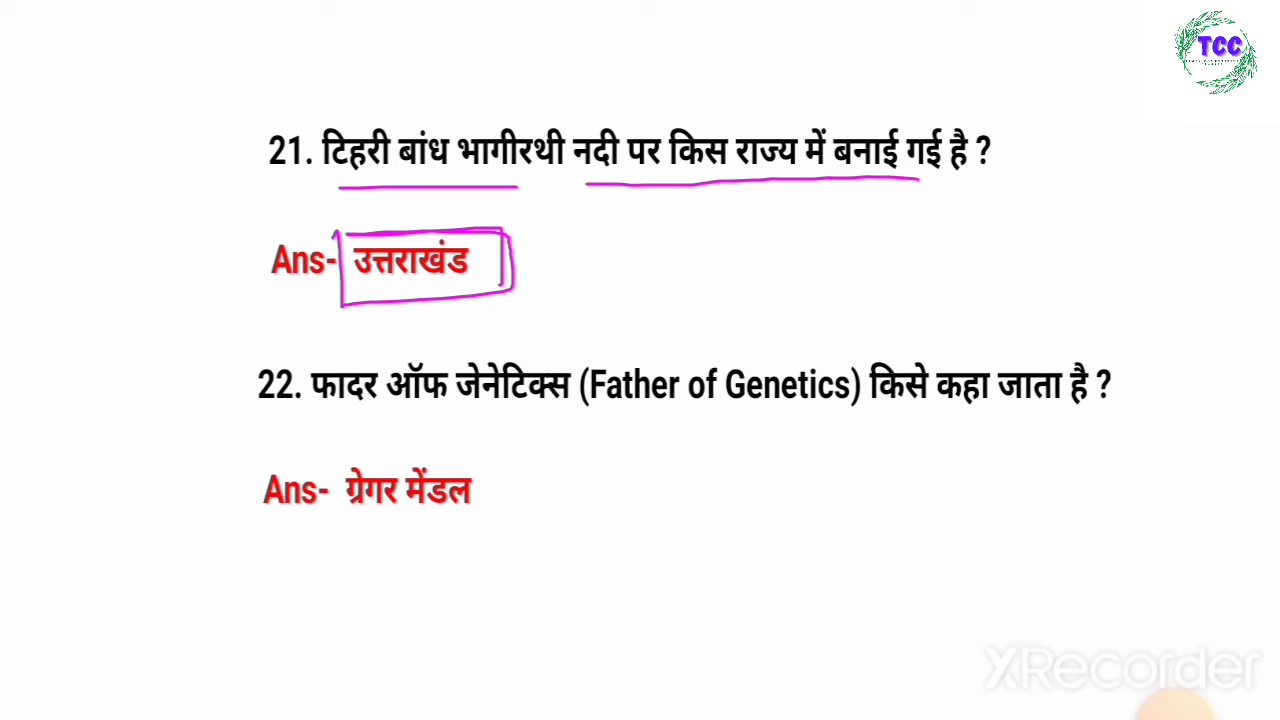 TCC
21. टिहरी बांध भागीरथी नदी पर किस राज्य में बनाई गई है ?
Ans- उत्तराखंड
22. फादर ऑफ जेनेटिक्स (Father of Genetics) किसे कहा जाता है ?
Ans- ग्रेगर मेंडल
XRecorder